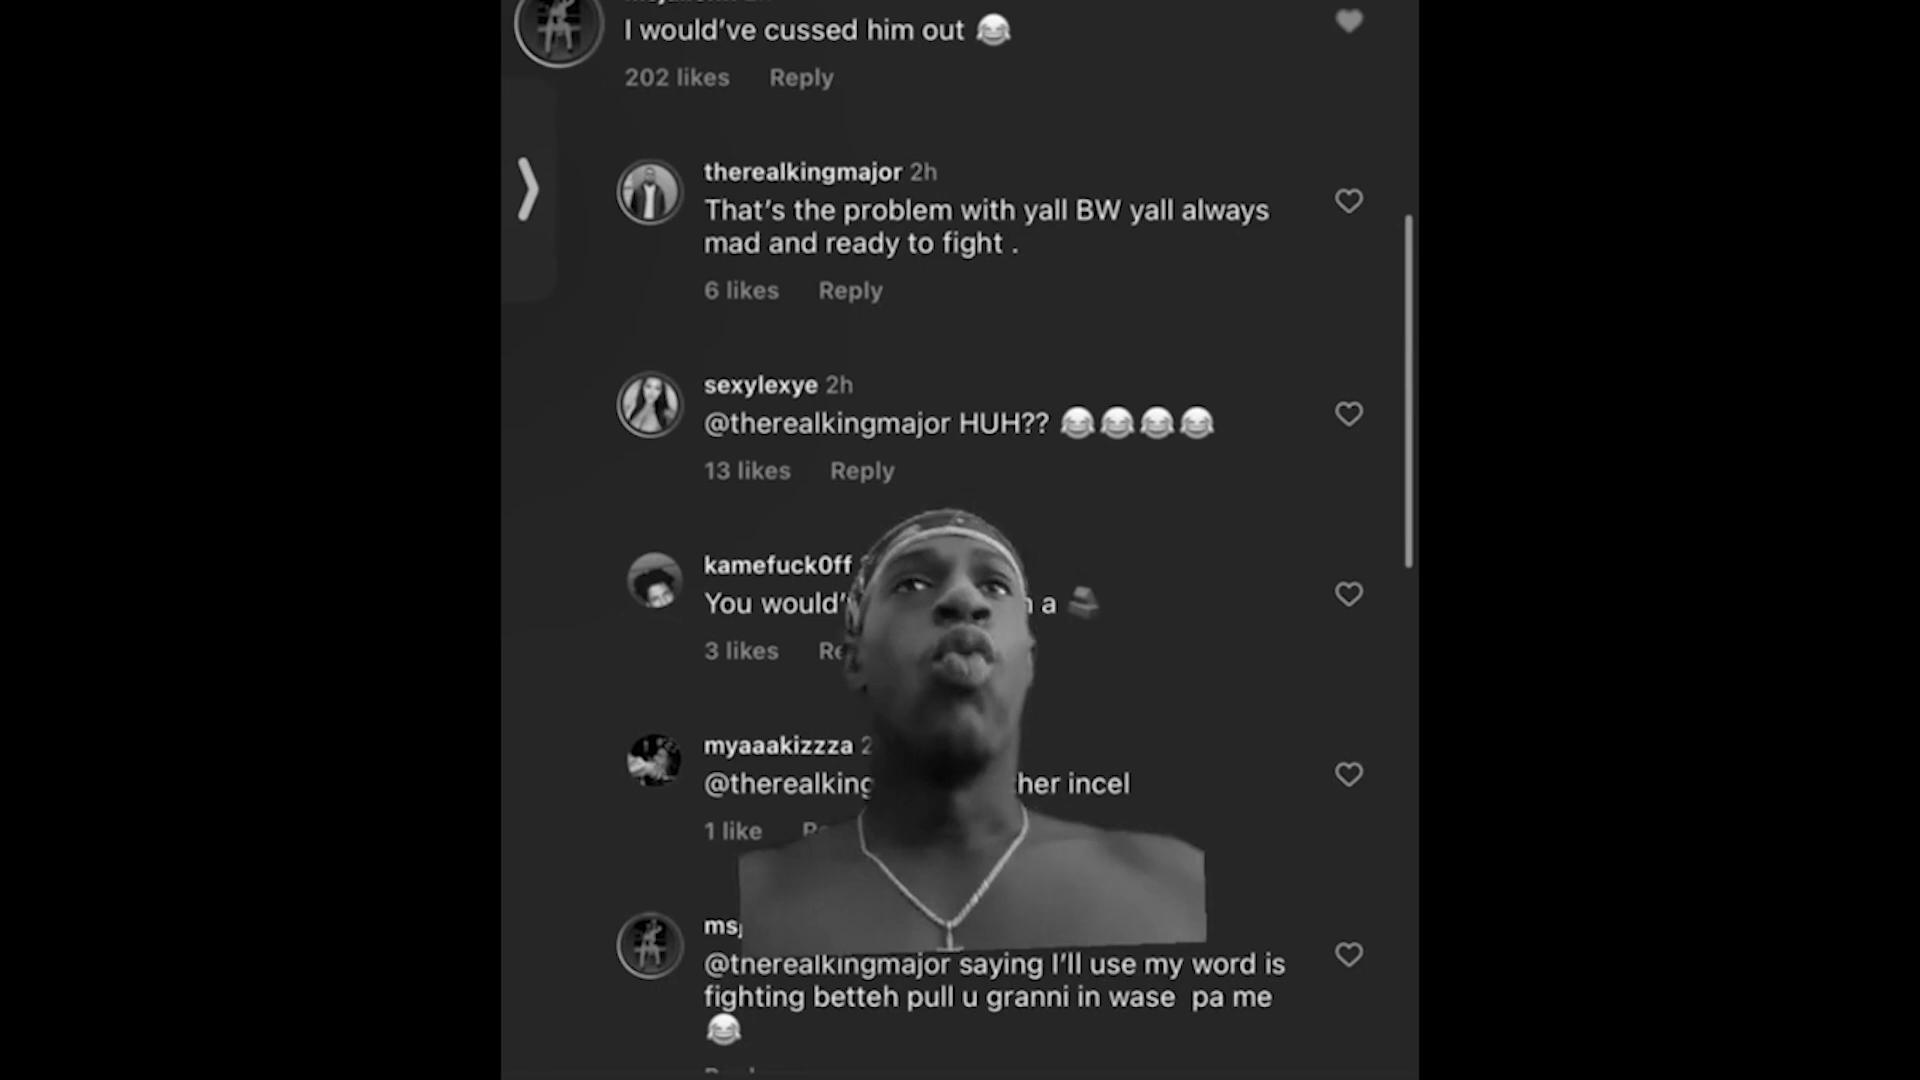 I would've cussed him out 😂
202 likes Reply
therealkingmajor 2h
That's the problem with yall BW yall always
mad and ready to fight .
6 likes Reply
sexylexye 2h
@therealkingmajor HUH?? 😂😂😂😂
13 likes Reply
kamefuck0ff
You would' a
3 likes
myaaakizzza 2
@therealking her incel
1 like
@therealkingmajor saying I'll use my word is
fighting betteh pull u granni in wase pa me
😂